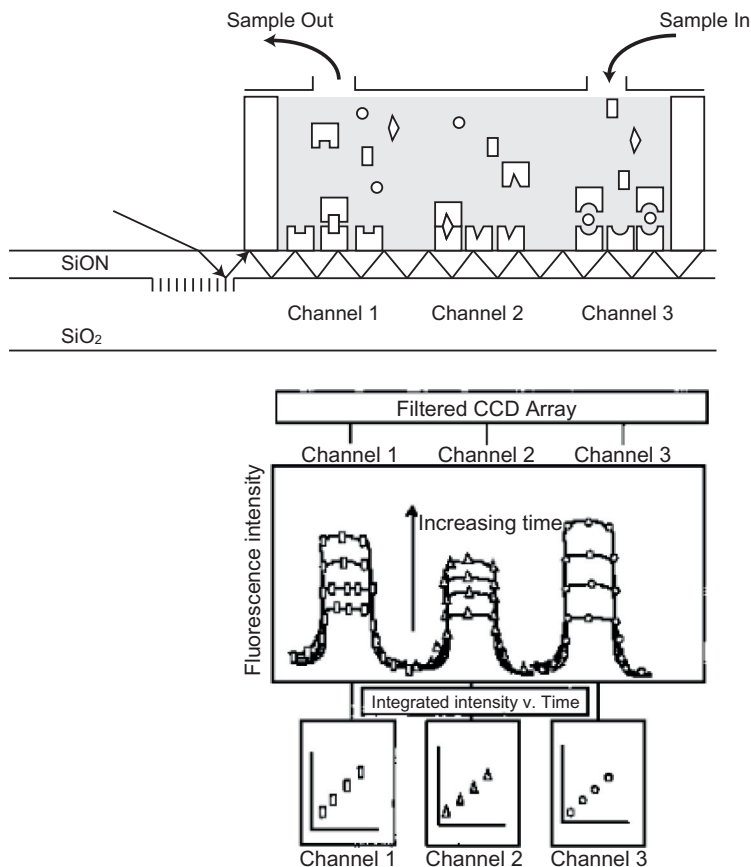 Sample Out
Sample In
SiON
Channel 1
Channel 2
Channel 3
SiO₂
Filtered CCD Array
Channel 1
Channel 2
Channel 3
Fluorescence intensity
Increasing time
Integrated intensity v. Time
Channel 1
Channel 2
Channel 3